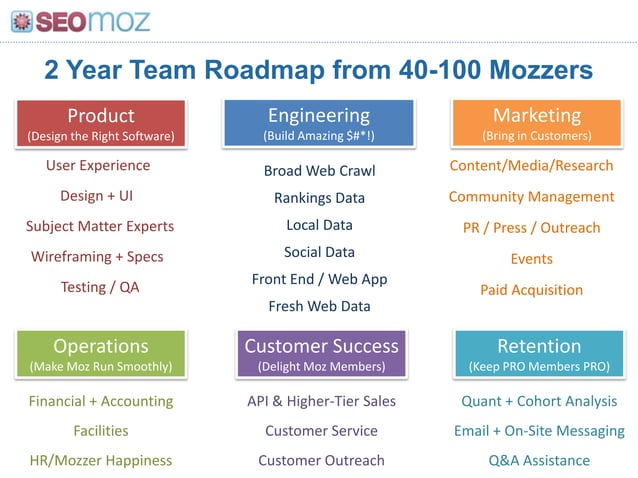 SEOmoz
2 Year Team Roadmap from 40-100 Mozzers
Product
(Design the Right Software)
User Experience
Design + UI
Subject Matter Experts
Wireframing + Specs
Testing / QA
Engineering
(Build Amazing $#*!)
Broad Web Crawl
Rankings Data
Local Data
Social Data
Front End / Web App
Fresh Web Data
Marketing
(Bring in Customers)
Content/Media/Research
Community Management
PR / Press / Outreach
Events
Paid Acquisition
Operations
(Make Moz Run Smoothly)
Financial + Accounting
Facilities
HR/Mozzer Happiness
Customer Success
(Delight Moz Members)
API & Higher-Tier Sales
Customer Service
Customer Outreach
Retention
(Keep PRO Members PRO)
Quant + Cohort Analysis
Email + On-Site Messaging
Q&A Assistance